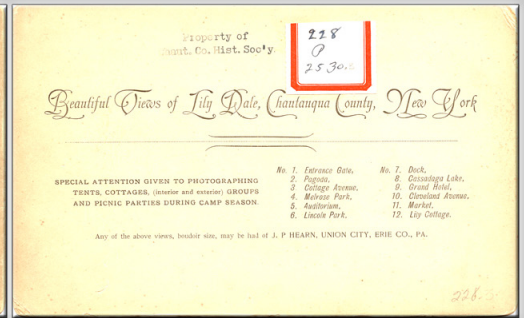 Property of
Chaut. Co. Hist. Soc'y.
228
P
2530.
Beautiful Views of Lily Dale, Chautauqua County, New York
SPECIAL ATTENTION GIVEN TO PHOTOGRAPHING
TENTS, COTTAGES, (interior and exterior) GROUPS
AND PICNIC PARTIES DURING CAMP SEASON.
No. 1. Entrance Gate,
2. Pagoda,
3 Cottage Avenue,
4. Melrose Park,
5. Auditorium,
6. Lincoln Park.
No. 7. Dock,
8. Cassadaga Lake,
9. Grand Hotel,
10. Cleveland Avenue,
11. Market,
12. Lily Cottage.
Any of the above views, boudoir size, may be had of J. P HEARN, UNION CITY, ERIE CO., PA.
228